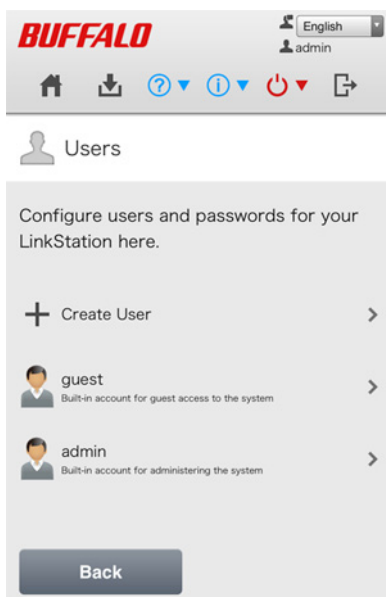 BUFFALO
English
admin
Users
Configure users and passwords for your
LinkStation here.
Create User
guest
Built-in account for guest access to the system
admin
Built-in account for administering the system
Back